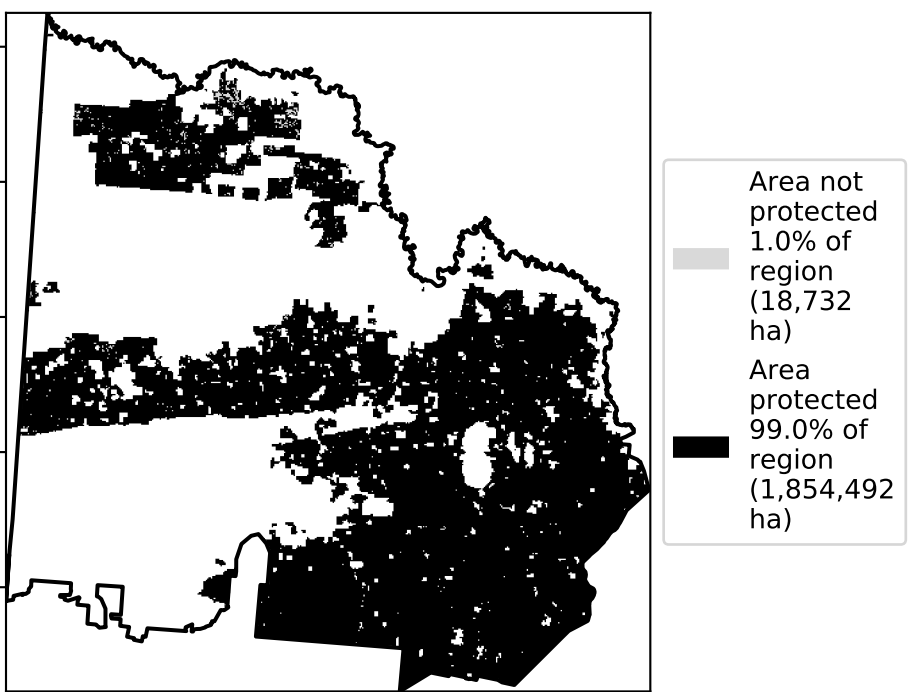 Area not
protected
1.0% of
region
(18,732
ha)
Area
protected
99.0% of
region
(1,854,492
ha)